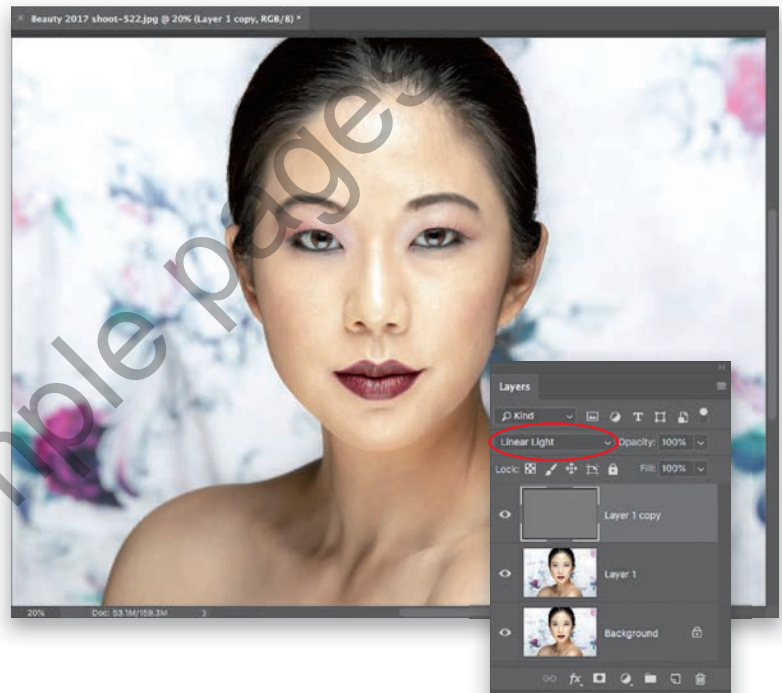 × Beauty 2017 shoot-522.jpg @ 20% (Layer 1 copy, RGB/8) *
Sample pages
Layers
Kind
Linear Light Opacity: 100%
Lock: Fill: 100%
Layer 1 copy
Layer 1
Background
fx
20% Doc: 53.1M/159.3M